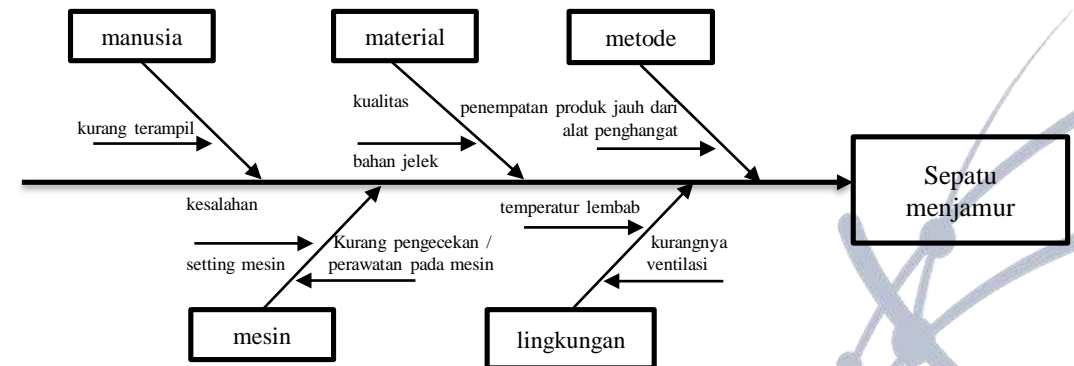 manusia
material
metode
kurang terampil
kualitas
bahan jelek
penempatan produk jauh dari
alat penghangat
Sepatu
menjamur
kesalahan
setting mesin
Kurang pengecekan /
perawatan pada mesin
temperatur lembab
kurangnya
ventilasi
mesin
lingkungan